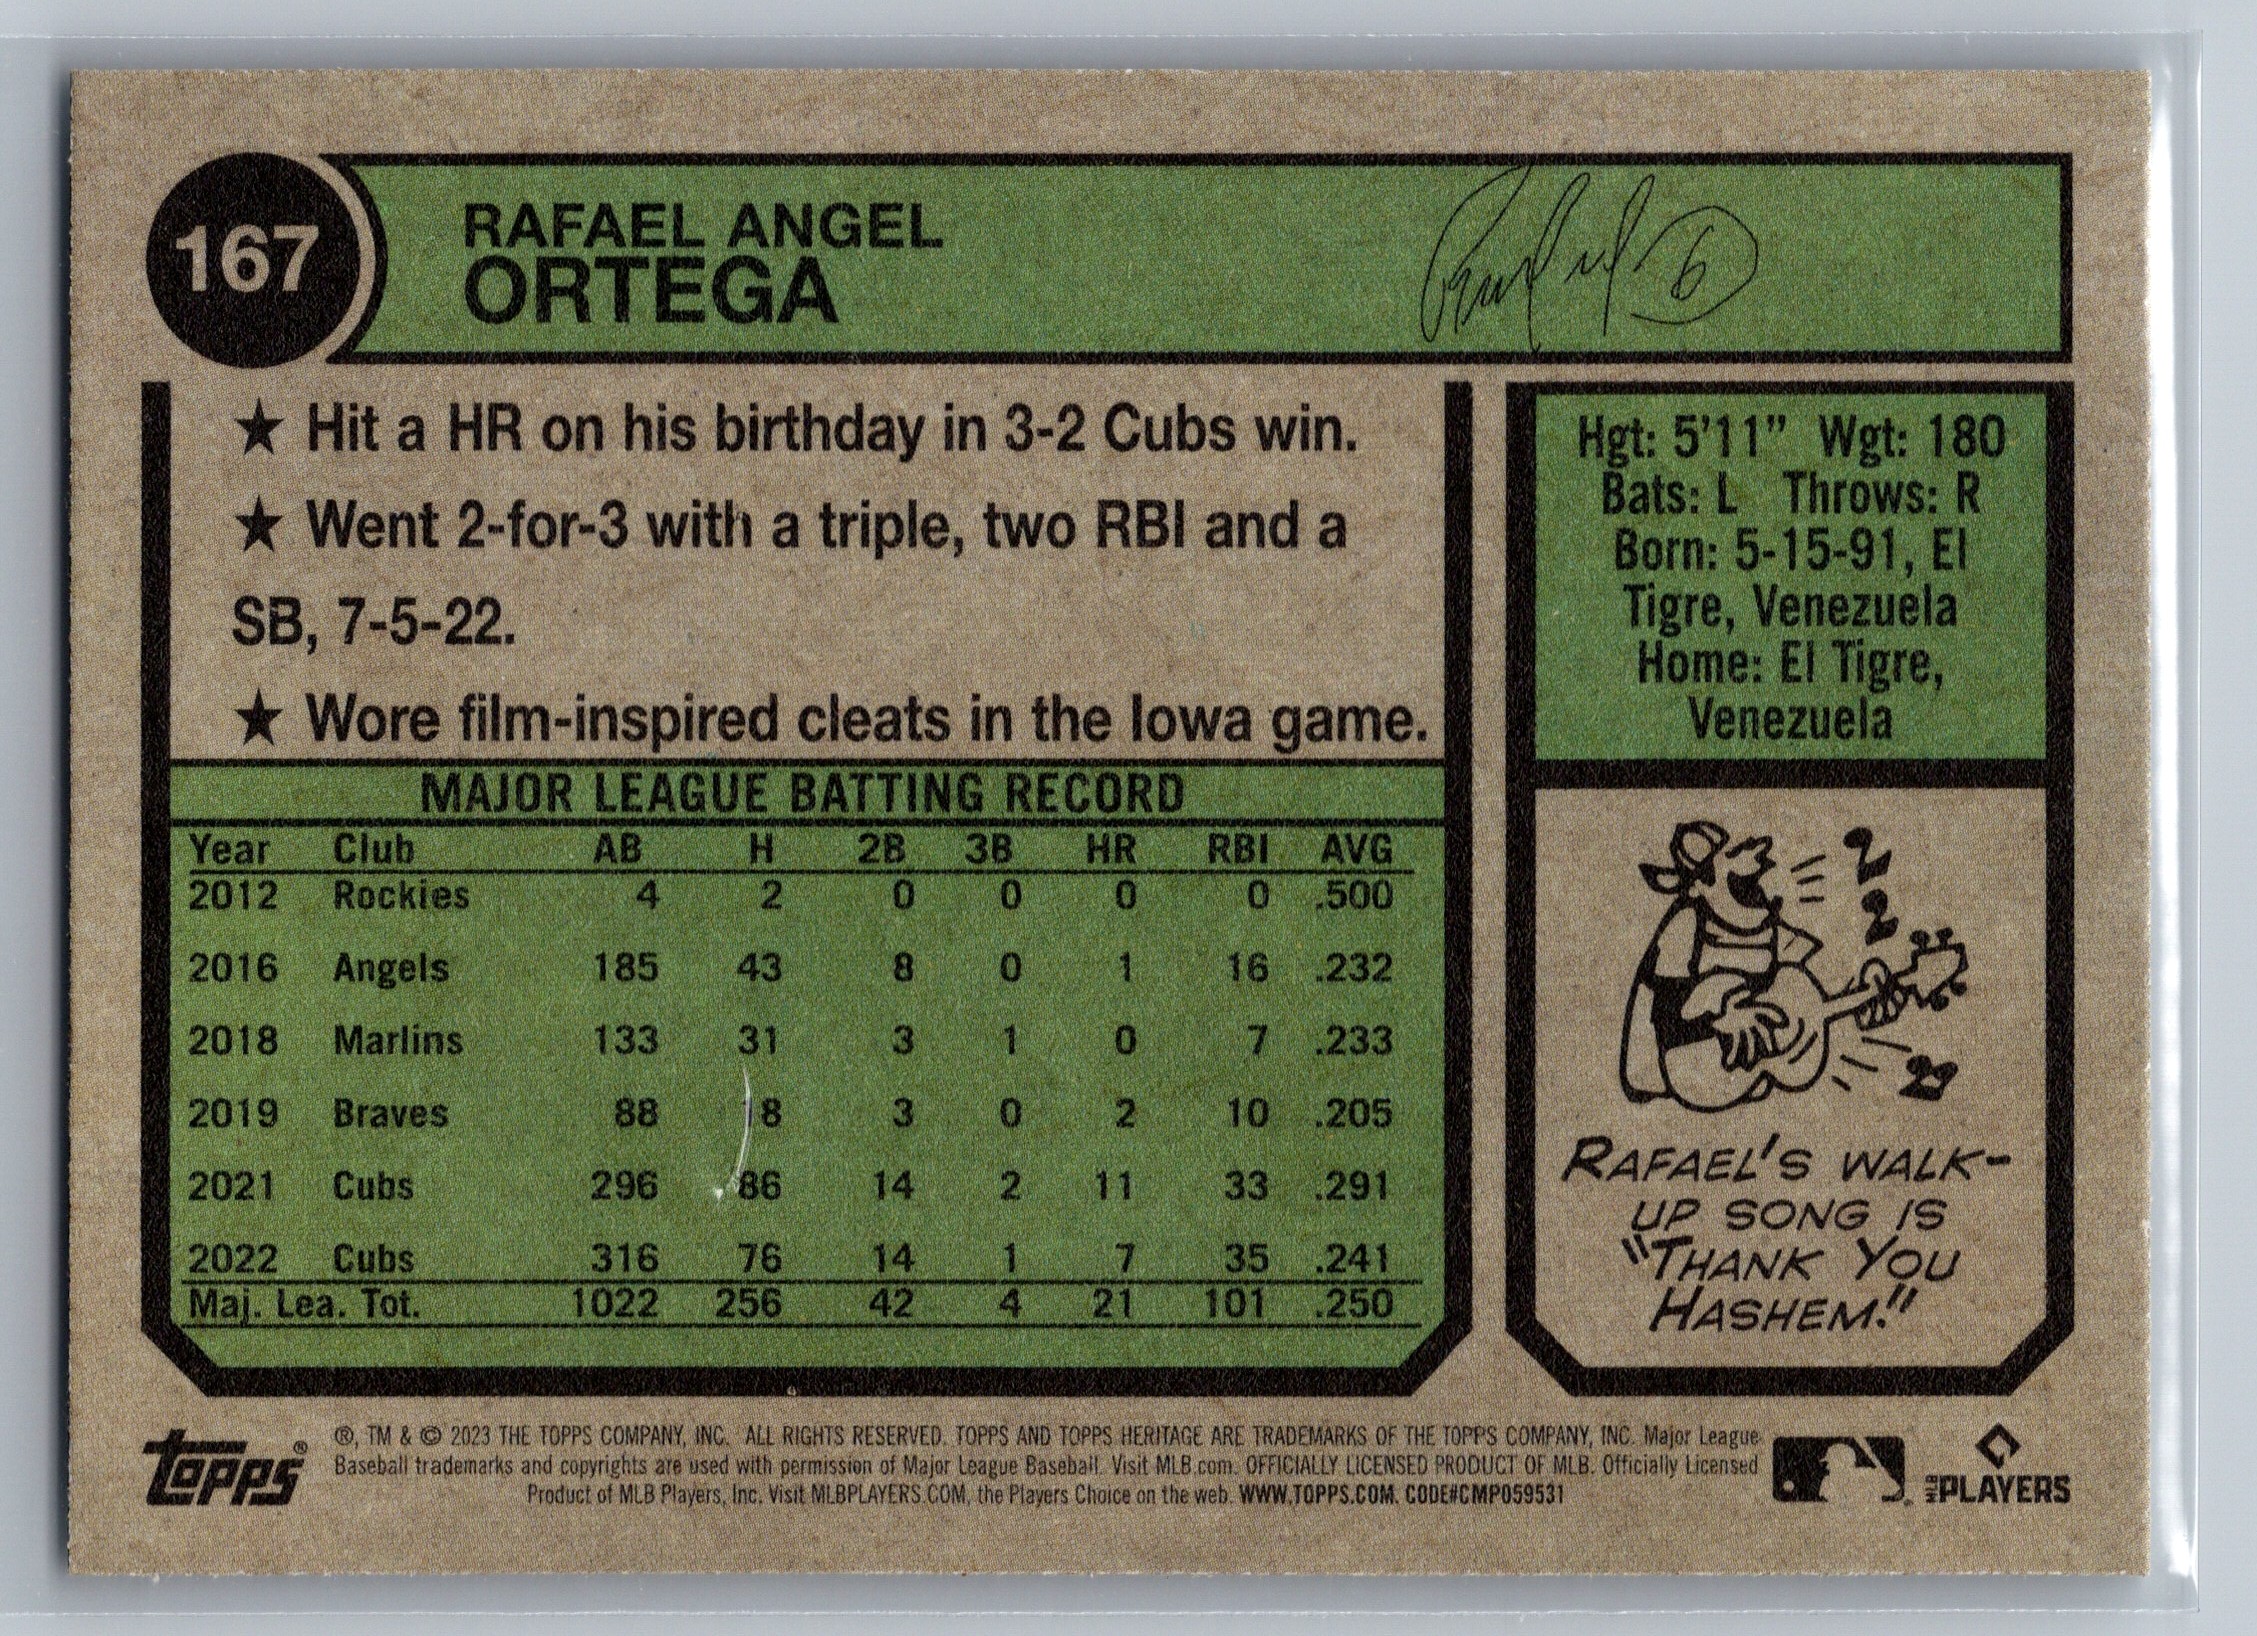 167
RAFAEL ANGEL
ORTEGA
★ Hit a HR on his birthday in 3-2 Cubs win.
★ Went 2-for-3 with a triple, two RBI and a
SB, 7-5-22.
★ Wore film-inspired cleats in the Iowa game.
Hgt: 5'11” Wgt: 180
Bats: L Throws: R
Born: 5-15-91, El
Tigre, Venezuela
Home: El Tigre,
Venezuela
MAJOR LEAGUE BATTING RECORD
Year Club AB H 2B 3B HR RBI AVG
2012 Rockies 4 2 0 0 0 0 .500
2016 Angels 185 43 8 0 1 16 .232
2018 Marlins 133 31 3 1 0 7 .233
2019 Braves 88 18 3 0 2 10 .205
2021 Cubs 296 86 14 2 11 33 .291
2022 Cubs 316 76 14 1 7 35 .241
Maj. Lea. Tot. 1022 256 42 4 21 101 .250
RAFAEL'S WALK-
UP SONG IS
"THANK YOU
HASHEM."
topps®
®, TM & © 2023 THE TOPPS COMPANY, INC. ALL RIGHTS RESERVED. TOPPS AND TOPPS HERITAGE ARE TRADEMARKS OF THE TOPPS COMPANY, INC. Major League
Baseball trademarks and copyrights are used with permission of Major League Baseball. Visit MLB.com. OFFICIALLY LICENSED PRODUCT OF MLB. Officially Licensed
Product of MLB Players, Inc. Visit MLBPLAYERS.COM, the Players Choice on the web. WWW.TOPPS.COM. CODE#CMP059531
MLB PLAYERS